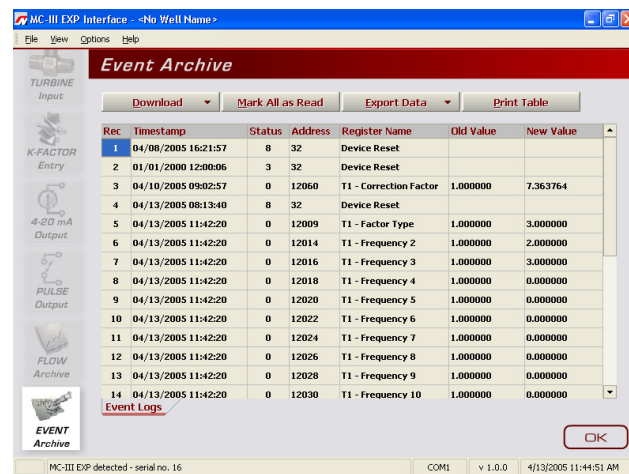 MC-III EXP Interface - <No Well Name>
File View Options Help
TURBINE
Input
K-FACTOR
Entry
4-20 mA
Output
PULSE
Output
FLOW
Archive
EVENT
Archive
Event Archive
Download Mark All as Read Export Data Print Table
Rec Timestamp Status Address Register Name Old Value New Value
1 04/08/2005 16:21:57 8 32 Device Reset
2 01/01/2000 12:00:06 3 32 Device Reset
3 04/10/2005 09:02:57 0 12060 T1 - Correction Factor 1.000000 7.363764
4 04/13/2005 08:13:40 8 32 Device Reset
5 04/13/2005 11:42:20 0 12009 T1 - Factor Type 1.000000 3.000000
6 04/13/2005 11:42:20 0 12014 T1 - Frequency 2 1.000000 2.000000
7 04/13/2005 11:42:20 0 12016 T1 - Frequency 3 1.000000 3.000000
8 04/13/2005 11:42:20 0 12018 T1 - Frequency 4 1.000000 0.000000
9 04/13/2005 11:42:20 0 12020 T1 - Frequency 5 1.000000 0.000000
10 04/13/2005 11:42:20 0 12022 T1 - Frequency 6 1.000000 0.000000
11 04/13/2005 11:42:20 0 12024 T1 - Frequency 7 1.000000 0.000000
12 04/13/2005 11:42:20 0 12026 T1 - Frequency 8 1.000000 0.000000
13 04/13/2005 11:42:20 0 12028 T1 - Frequency 9 1.000000 0.000000
14 04/13/2005 11:42:20 0 12030 T1 - Frequency 10 1.000000 0.000000
Event Logs
OK
MC-III EXP detected - serial no. 16 COM1 v 1.0.0 4/13/2005 11:44:51 AM